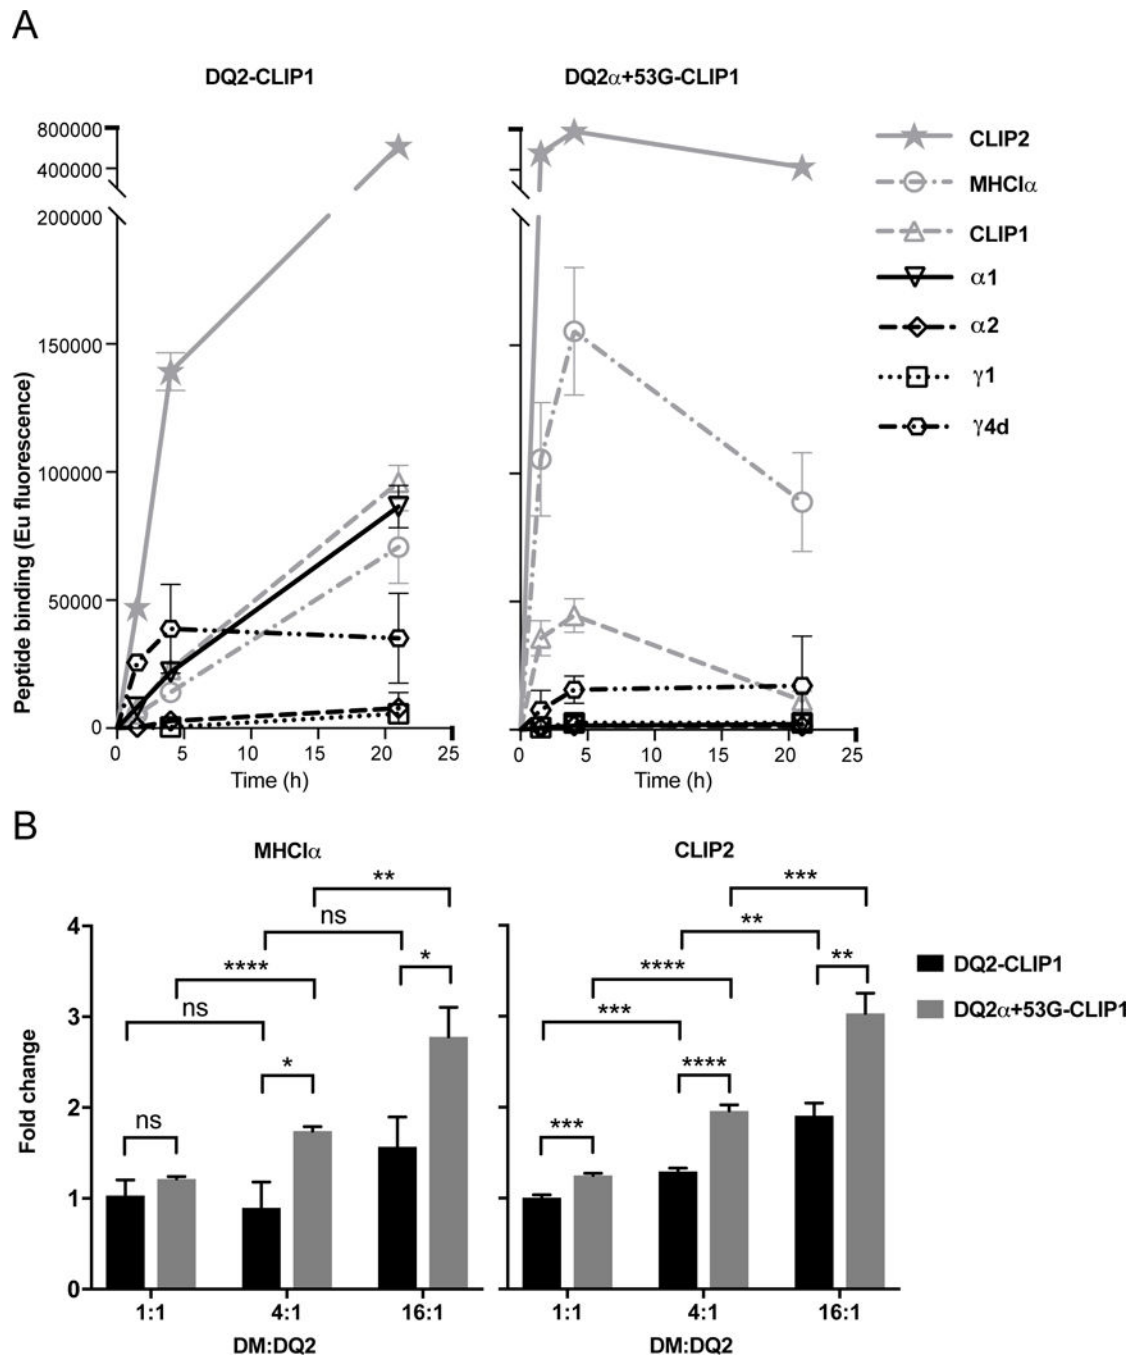 A
DQ2-CLIP1
DQ2α+53G-CLIP1
800000
400000
200000
150000
100000
50000
0
Peptide binding (Eu fluorescence)
0 5 10 15 20 25
Time (h)
0 5 10 15 20 25
Time (h)
CLIP2
MHCIα
CLIP1
α1
α2
γ1
γ4d
B
MHCIα
CLIP2
**
ns
****
*
ns
*
ns
***
**
****
**
***
****
***
4
3
2
1
0
Fold change
1:1 4:1 16:1
DM:DQ2
1:1 4:1 16:1
DM:DQ2
DQ2-CLIP1
DQ2α+53G-CLIP1